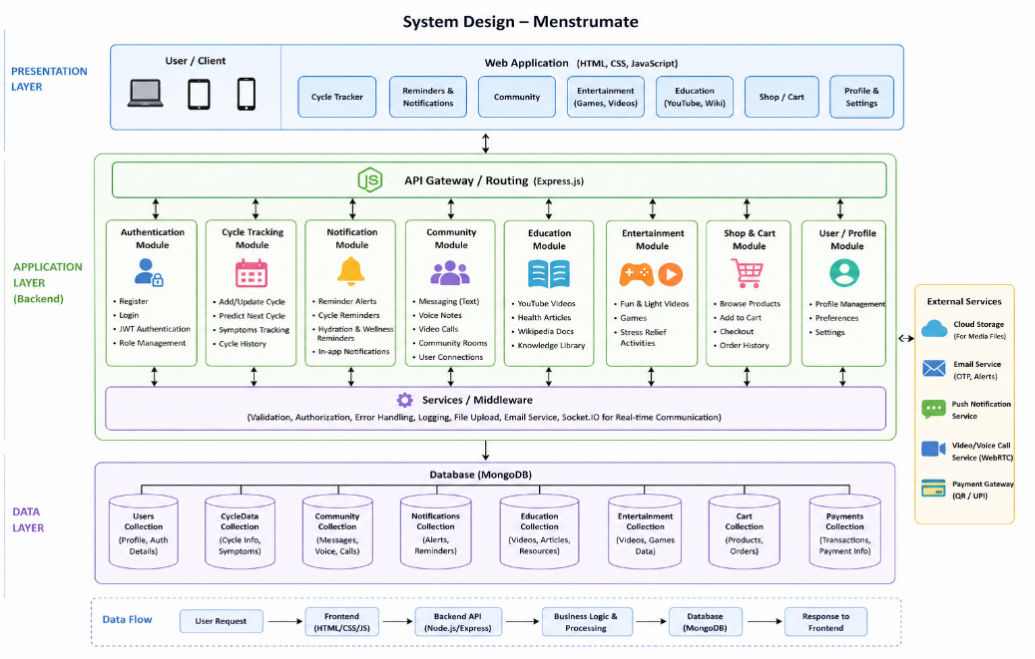 System Design – Menstrumate
PRESENTATION
LAYER
User / Client
Web Application (HTML, CSS, JavaScript)
Cycle Tracker
Reminders &
Notifications
Community
Entertainment
(Games, Videos)
Education
(YouTube, Wiki)
Shop / Cart
Profile &
Settings
APPLICATION
LAYER
(Backend)
JS
API Gateway / Routing (Express.js)
Authentication
Module
• Register
• Login
• JWT Authentication
• Role Management
Cycle Tracking
Module
• Add/Update Cycle
• Predict Next Cycle
• Symptoms Tracking
• Cycle History
Notification
Module
• Reminder Alerts
• Cycle Reminders
• Hydration & Wellness
Reminders
• In-app Notifications
Community
Module
• Messaging (Text)
• Voice Notes
• Video Calls
• Community Rooms
• User Connections
Education
Module
• YouTube Videos
• Health Articles
• Wikipedia Docs
• Knowledge Library
Entertainment
Module
• Fun & Light Videos
• Games
• Stress Relief
Activities
Shop & Cart
Module
• Browse Products
• Add to Cart
• Checkout
• Order History
User / Profile
Module
• Profile Management
• Preferences
• Settings
Services / Middleware
(Validation, Authorization, Error Handling, Logging, File Upload, Email Service, Socket.IO for Real-time Communication)
External Services
Cloud Storage
(For Media Files)
Email Service
(OTP, Alerts)
Push Notification
Service
Video/Voice Call
Service (WebRTC)
Payment Gateway
(QR / UPI)
DATA
LAYER
Database (MongoDB)
Users
Collection
(Profile, Auth
Details)
CycleData
Collection
(Cycle Info,
Symptoms)
Community
Collection
(Messages,
Voice, Calls)
Notifications
Collection
(Alerts,
Reminders)
Education
Collection
(Videos, Articles,
Resources)
Entertainment
Collection
(Videos, Games
Data)
Cart
Collection
(Products,
Orders)
Payments
Collection
(Transactions,
Payment Info)
Data Flow
User Request
Frontend
(HTML/CSS/JS)
Backend API
(Node.js/Express)
Business Logic &
Processing
Database
(MongoDB)
Response to
Frontend